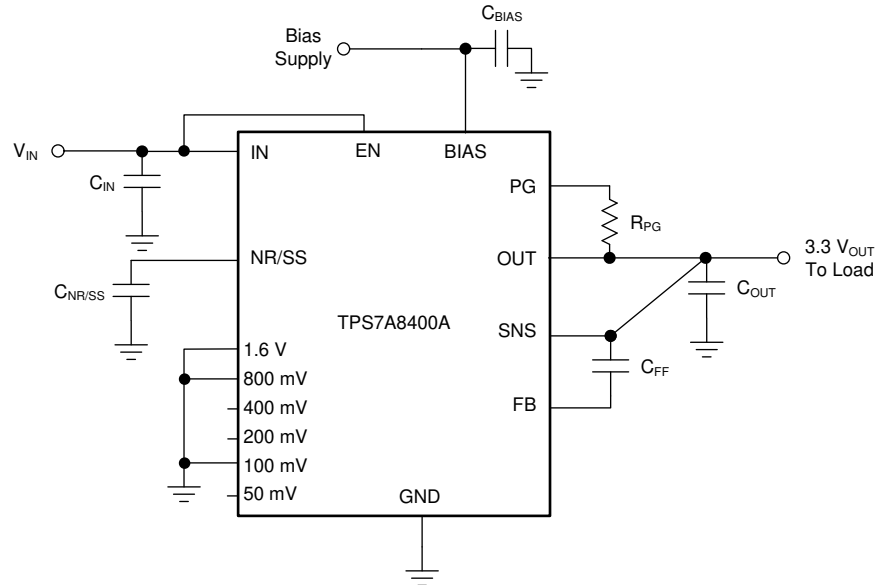 C_BIAS
Bias
Supply
V_IN
IN
EN
BIAS
C_IN
PG
R_PG
NR/SS
OUT
3.3 V_OUT
To Load
C_NR/SS
C_OUT
TPS7A8400A
SNS
1.6 V
C_FF
800 mV
400 mV
FB
200 mV
100 mV
50 mV
GND